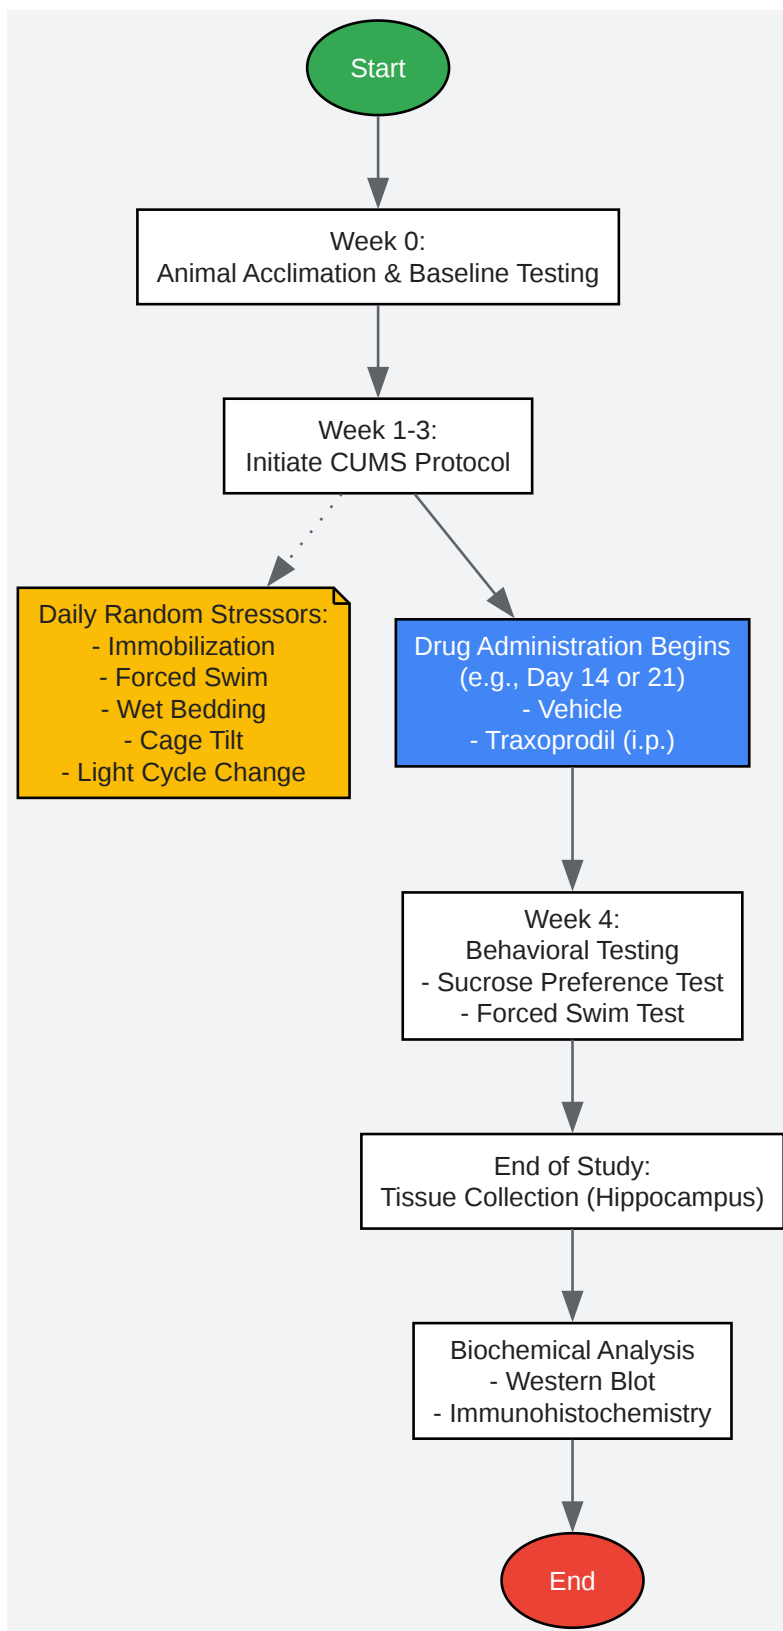 Start
Week 0:
Animal Acclimation & Baseline Testing
Week 1-3:
Initiate CUMS Protocol
Daily Random Stressors:
- Immobilization
- Forced Swim
- Wet Bedding
- Cage Tilt
- Light Cycle Change
Drug Administration Begins
(e.g., Day 14 or 21)
- Vehicle
- Traxoprodil (i.p.)
Week 4:
Behavioral Testing
- Sucrose Preference Test
- Forced Swim Test
End of Study:
Tissue Collection (Hippocampus)
Biochemical Analysis
- Western Blot
- Immunohistochemistry
End